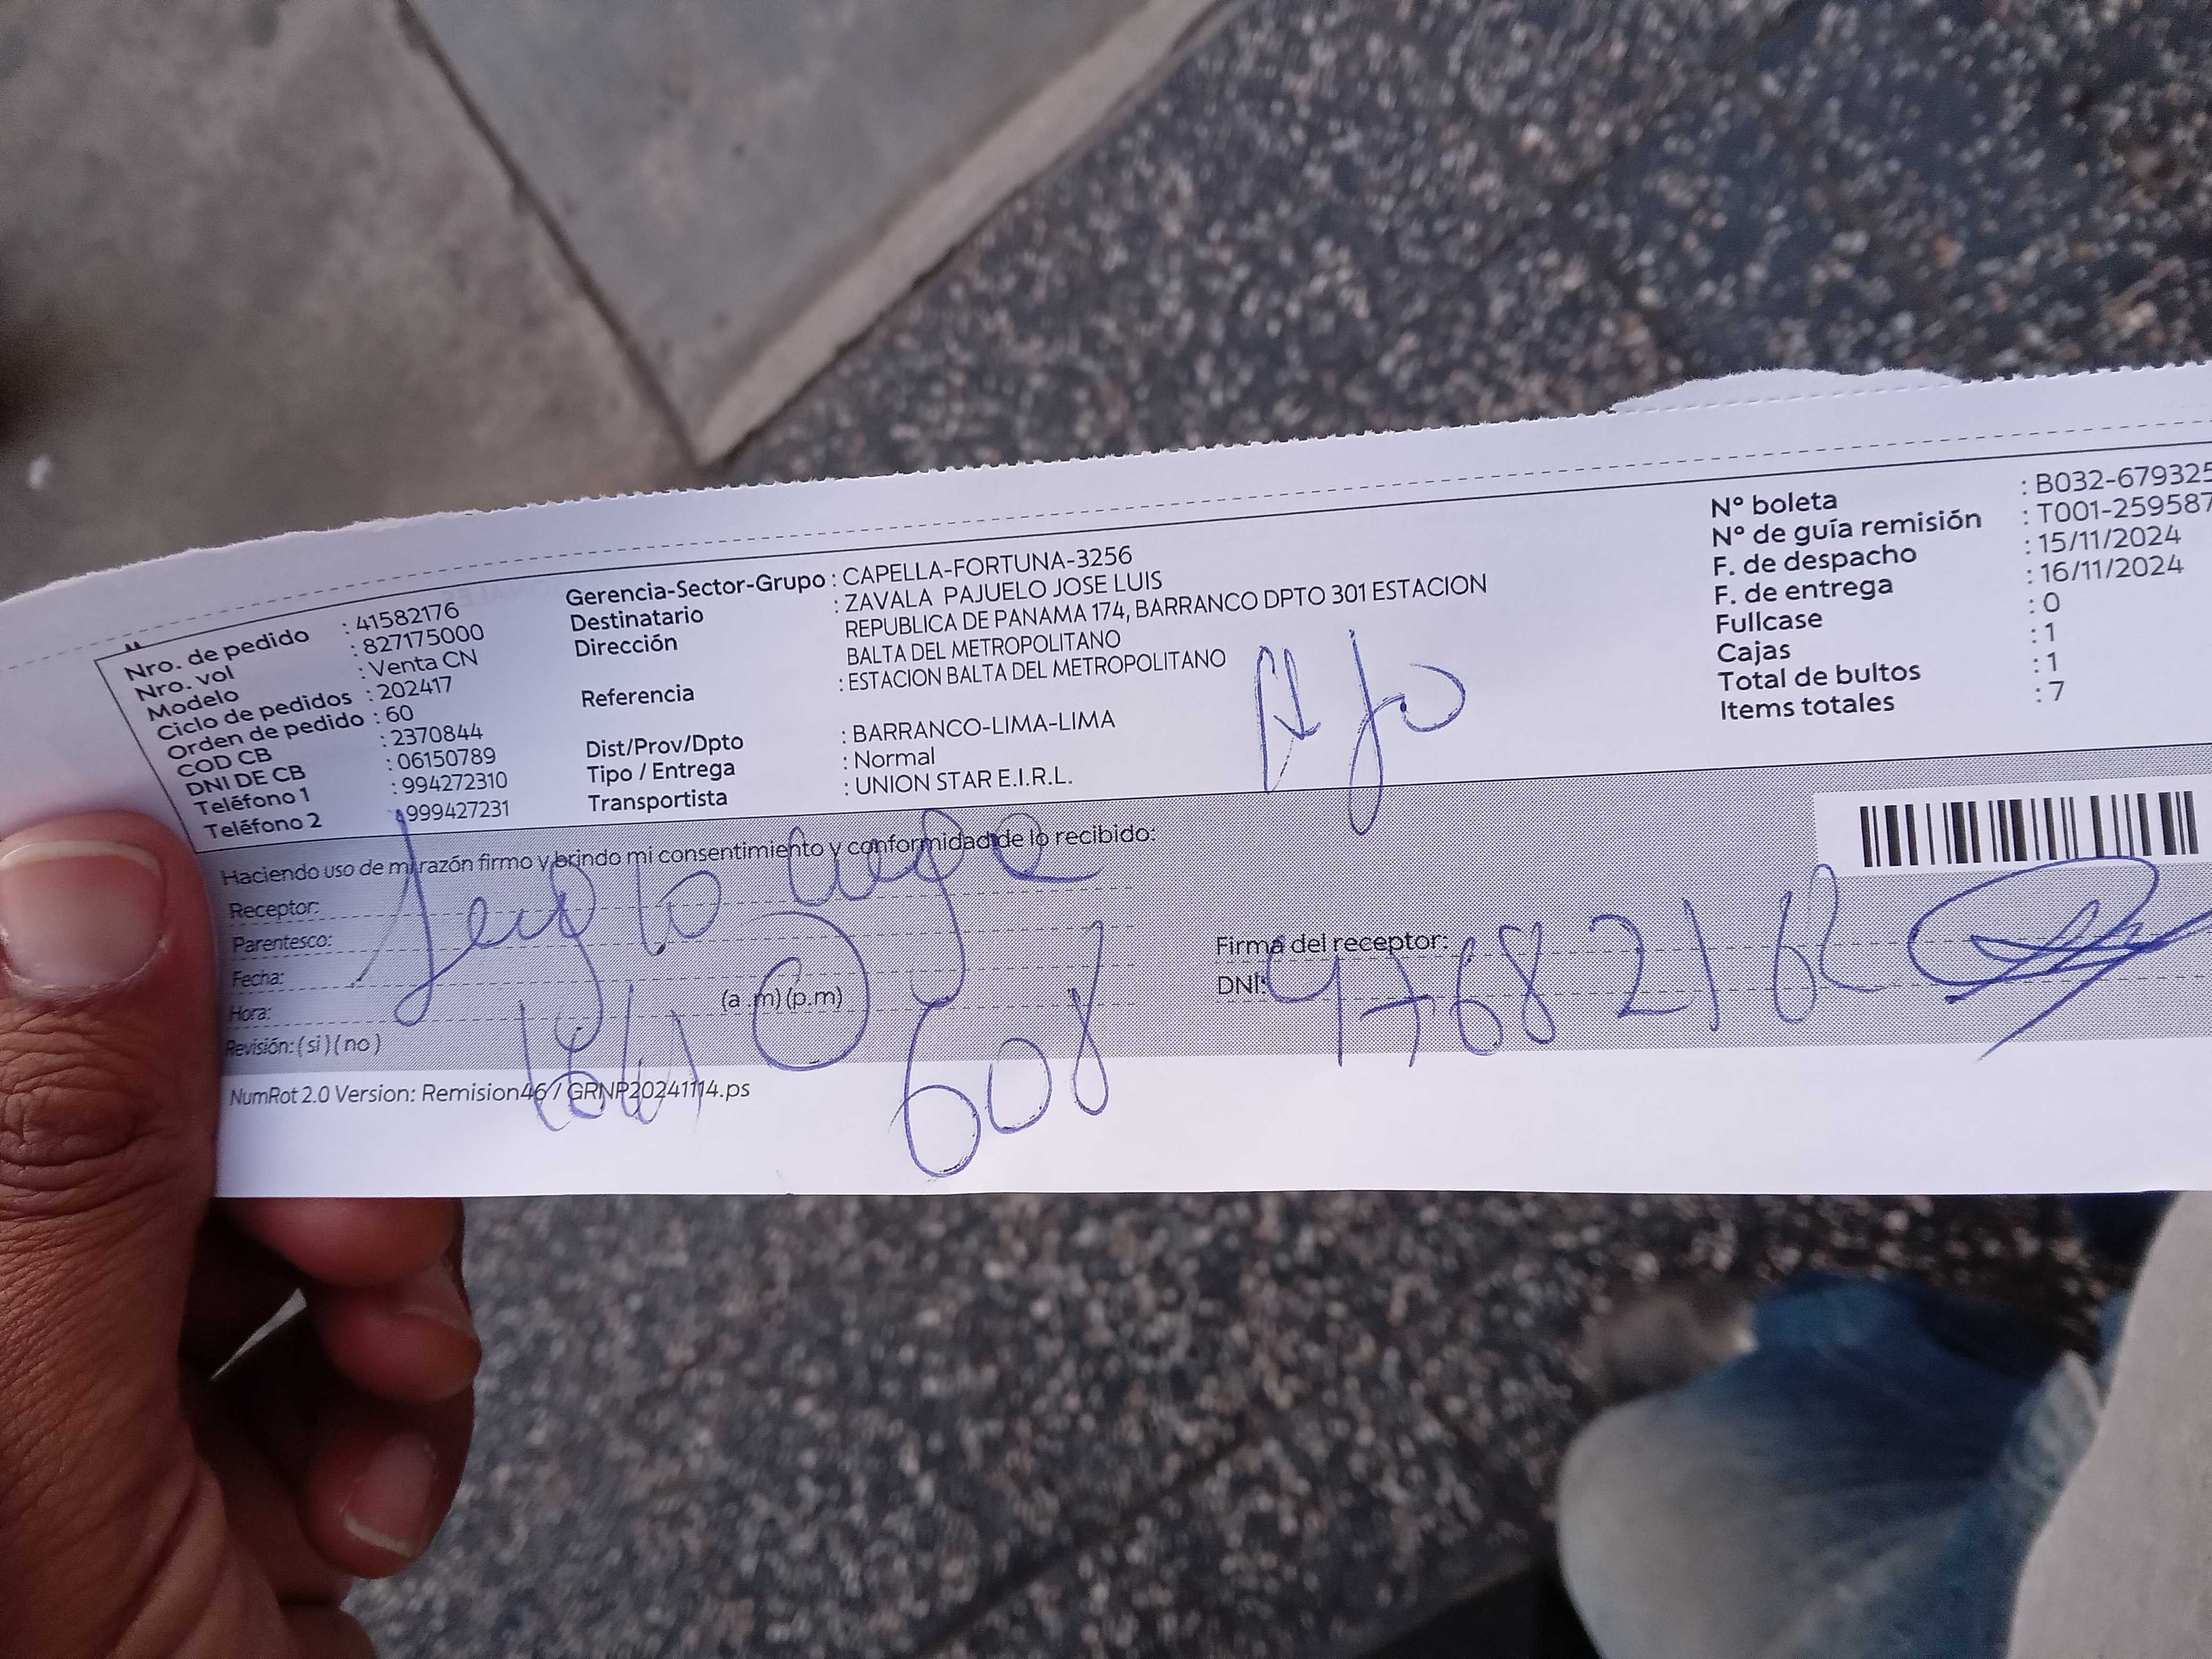 Nro. de pedido : 41582176
Nro. vol : 827175000
Modelo : Venta CN
Ciclo de pedidos : 202417
Orden de pedido : 60
COD CB : 2370844
DNI DE CB : 06150789
Teléfono 1 : 994272310
Teléfono 2 : 999427231
Gerencia-Sector-Grupo : CAPELLA-FORTUNA-3256
Destinatario : ZAVALA PAJUELO JOSE LUIS
Dirección REPUBLICA DE PANAMA 174, BARRANCO DPTO 301 ESTACION
BALTA DEL METROPOLITANO
Referencia : ESTACION BALTA DEL METROPOLITANO
Dist/Prov/Dpto : BARRANCO-LIMA-LIMA
Tipo / Entrega : Normal
Transportista : UNION STAR E.I.R.L.
N° boleta : B032-679325
N° de guía remisión : T001-259587
F. de despacho : 15/11/2024
F. de entrega : 16/11/2024
Fullcase : 0
Cajas : 1
Total de bultos : 1
Items totales : 7
Haciendo uso de mi razón firmo y brindo mi consentimiento y conformidad de lo recibido:
Receptor:
Parentesco:
Fecha:
Hora: (a .m) (p.m)
Revisión: ( si ) ( no )
608
Firma del receptor:
DNI: 47682162
NumRot 2.0 Version: Remision46 / GRNP20241114.ps